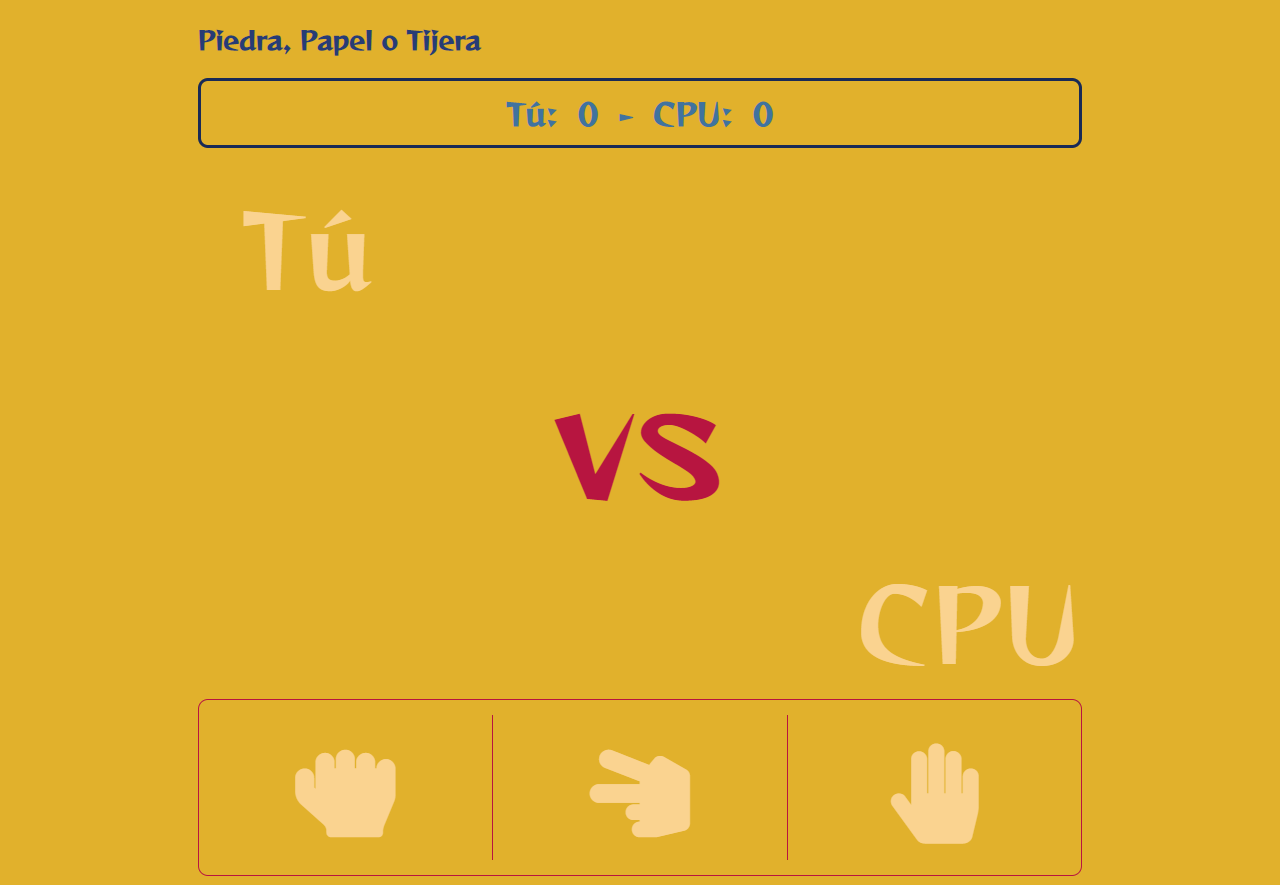 Piedra, Papel o Tijera
Tú: 0 - CPU: 0
Tú
VS
CPU